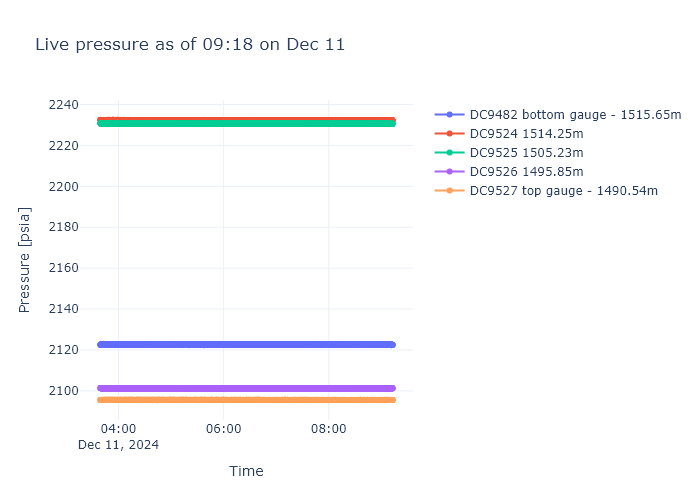 Live pressure as of 09:18 on Dec 11
2240
2220
2200
2180
2160
2140
2120
2100
Pressure [psia]
04:00
06:00
08:00
Dec 11, 2024
Time
DC9482 bottom gauge - 1515.65m
DC9524 1514.25m
DC9525 1505.23m
DC9526 1495.85m
DC9527 top gauge - 1490.54m